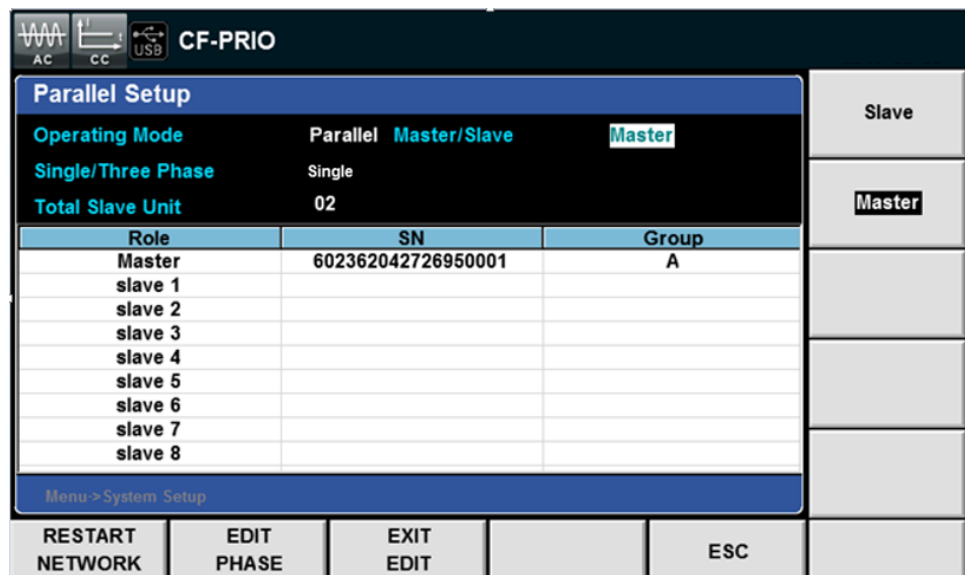 AC CC USB CF-PRIO
Parallel Setup
Operating Mode Parallel Master/Slave Master
Single/Three Phase Single
Total Slave Unit 02
Role SN Group
Master 602362042726950001 A
slave 1
slave 2
slave 3
slave 4
slave 5
slave 6
slave 7
slave 8
Menu->System Setup
Slave
Master
RESTART NETWORK
EDIT PHASE
EXIT EDIT
ESC